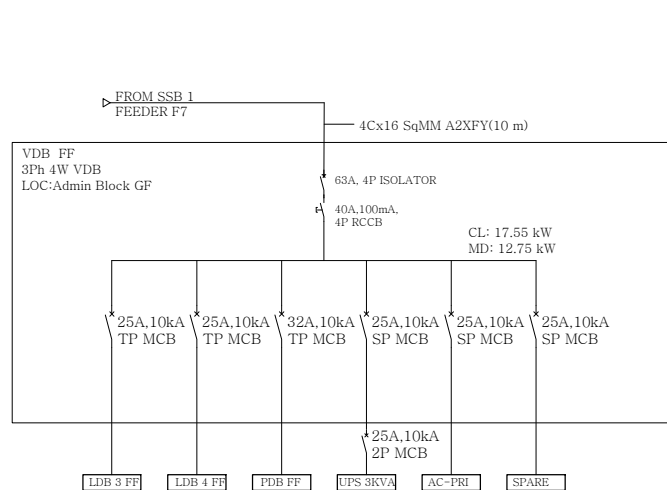 FROM SSB 1
FEEDER F7
4Cx16 SqMM A2XFY(10 m)
VDB FF
3Ph 4W VDB
LOC:Admin Block GF
63A, 4P ISOLATOR
40A,100mA,
4P RCCB
CL: 17.55 kW
MD: 12.75 kW
25A,10kA
TP MCB
25A,10kA
TP MCB
32A,10kA
TP MCB
25A,10kA
SP MCB
25A,10kA
SP MCB
25A,10kA
SP MCB
25A,10kA
2P MCB
LDB 3 FF
LDB 4 FF
PDB FF
UPS 3KVA
AC-PRI
SPARE